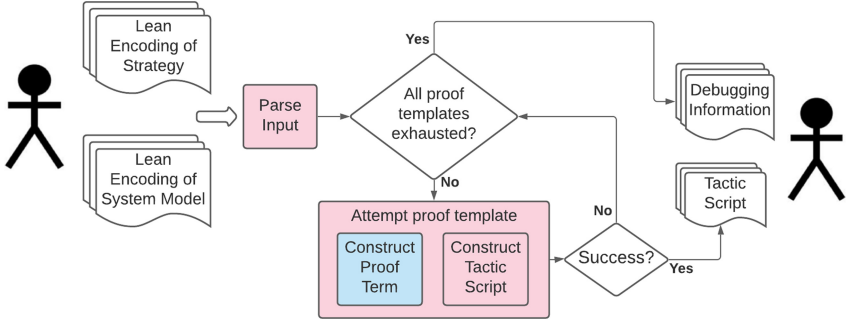 Lean
Encoding of
Strategy
Lean
Encoding of
System Model
Parse
Input
Yes
All proof
templates
exhausted?
No
Attempt proof template
Construct
Proof
Term
Construct
Tactic
Script
No
Success?
Yes
Debugging
Information
Tactic
Script